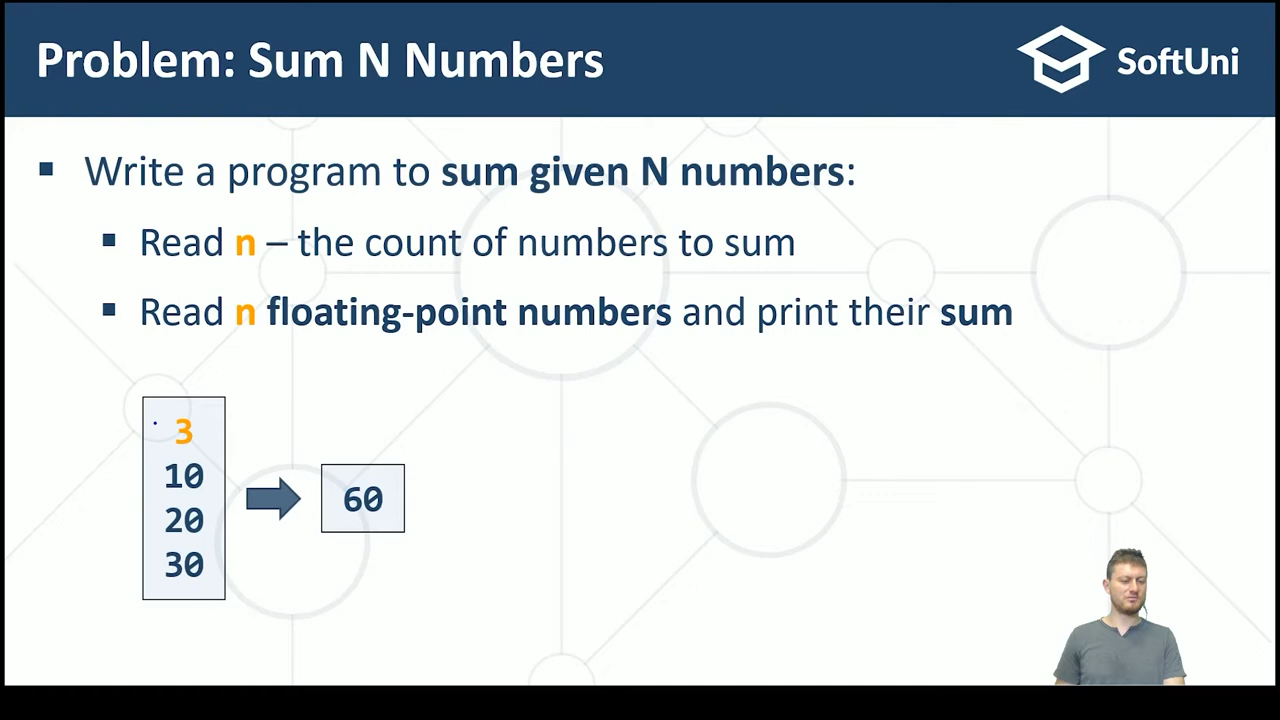 Problem: Sum N Numbers
SoftUni
▪ Write a program to sum given N numbers:
▪ Read n – the count of numbers to sum
▪ Read n floating-point numbers and print their sum
3
10
20
30
60